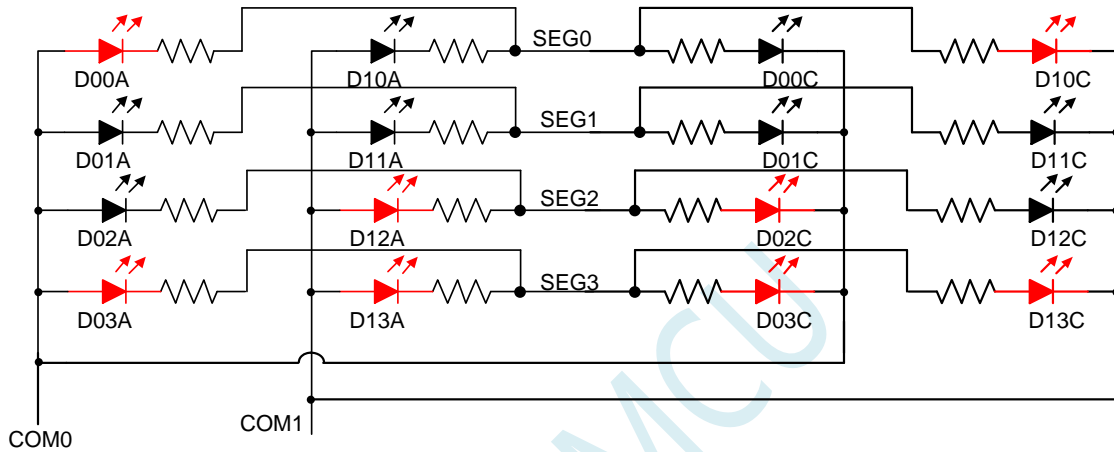 SEG0
D00A D10A D00C D10C
SEG1
D01A D11A D01C D11C
SEG2
D02A D12A D02C D12C
SEG3
D03A D13A D03C D13C
COM1
COM0
MCU